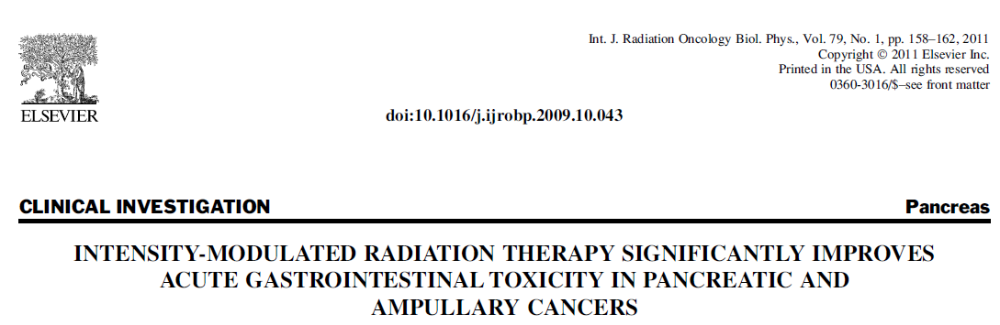 Int. J. Radiation Oncology Biol. Phys., Vol. 79, No. 1, pp. 158–162, 2011
Copyright © 2011 Elsevier Inc.
Printed in the USA. All rights reserved
0360-3016/$–see front matter
ELSEVIER
doi:10.1016/j.ijrobp.2009.10.043
CLINICAL INVESTIGATION
Pancreas
INTENSITY-MODULATED RADIATION THERAPY SIGNIFICANTLY IMPROVES
ACUTE GASTROINTESTINAL TOXICITY IN PANCREATIC AND
AMPULLARY CANCERS